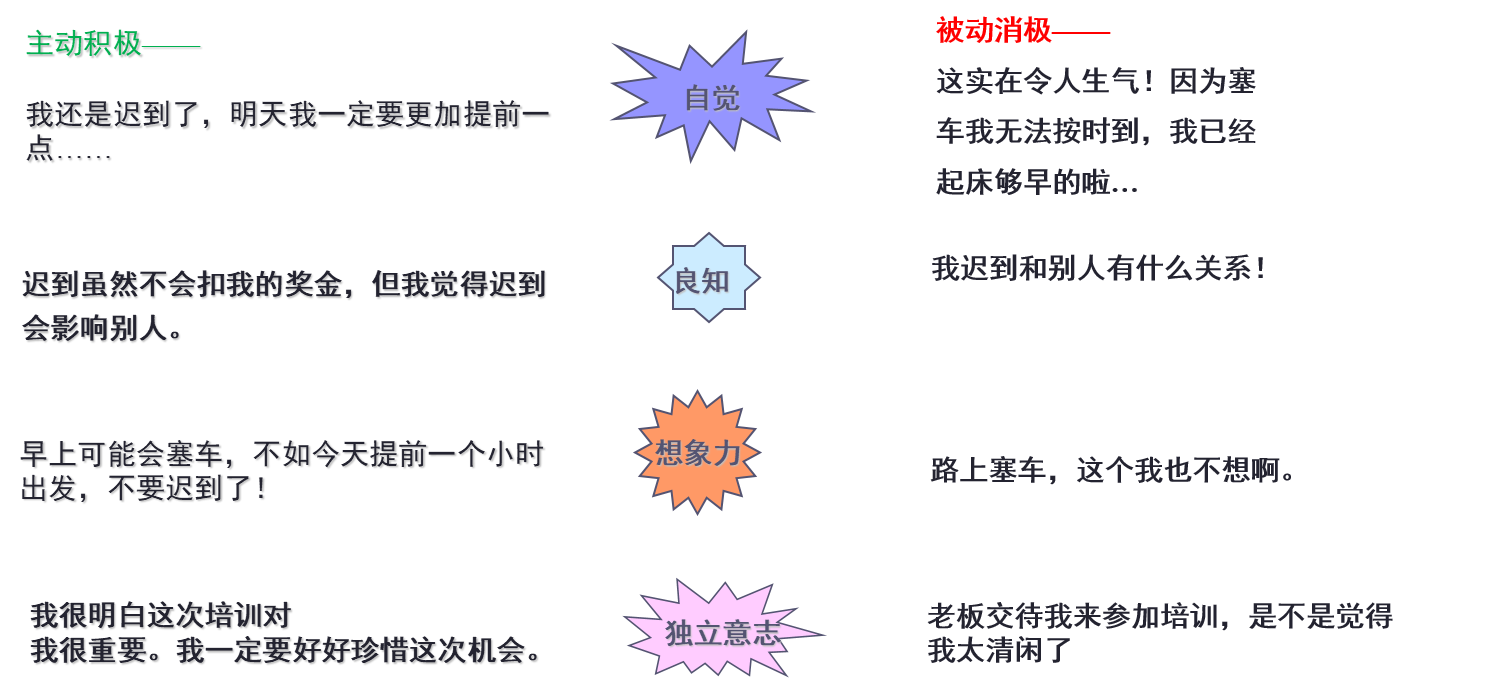 主动积极——
我还是迟到了，明天我一定要更加提前一
点……
自觉
被动消极——
这实在令人生气！因为塞
车我无法按时到，我已经
起床够早的啦…
迟到虽然不会扣我的奖金，但我觉得迟到
会影响别人。
良知
我迟到和别人有什么关系！
早上可能会塞车，不如今天提前一个小时
出发，不要迟到了！
想象力
路上塞车，这个我也不想啊。
我很明白这次培训对
我很重要。我一定要好好珍惜这次机会。
独立意志
老板交待我来参加培训，是不是觉得
我太清闲了